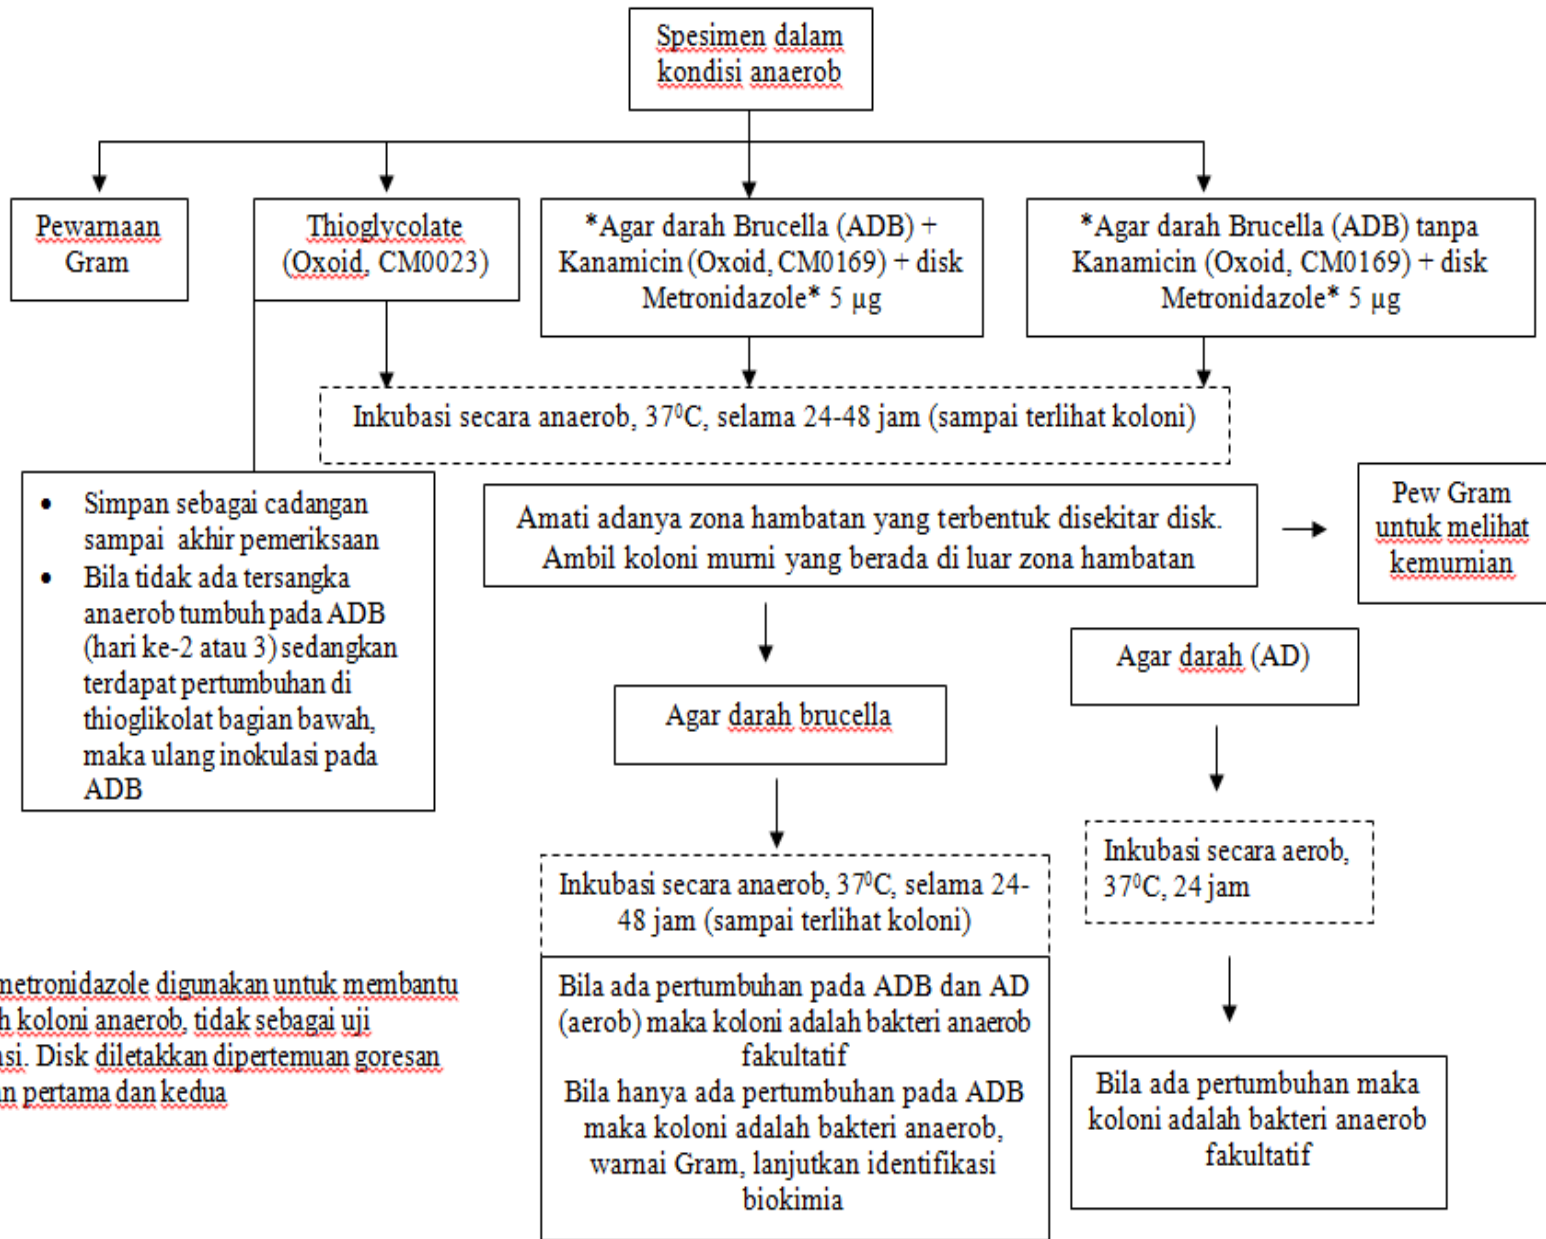 Spesimen dalam
kondisi anaerob
Pewarnaan
Gram
Thioglycolate
(Oxoid, CM0023)
*Agar darah Brucella (ADB) +
Kanamicin (Oxoid, CM0169) + disk
Metronidazole* 5 µg
*Agar darah Brucella (ADB) tanpa
Kanamicin (Oxoid, CM0169) + disk
Metronidazole* 5 µg
Inkubasi secara anaerob, 37⁰C, selama 24-48 jam (sampai terlihat koloni)
• Simpan sebagai cadangan
sampai akhir pemeriksaan
• Bila tidak ada tersangka
anaerob tumbuh pada ADB
(hari ke-2 atau 3) sedangkan
terdapat pertumbuhan di
thioglikolat bagian bawah,
maka ulang inokulasi pada
ADB
Amati adanya zona hambatan yang terbentuk disekitar disk.
Ambil koloni murni yang berada di luar zona hambatan
Pew Gram
untuk melihat
kemurnian
Agar darah brucella
Agar darah (AD)
Inkubasi secara anaerob, 37⁰C, selama 24-
48 jam (sampai terlihat koloni)
Inkubasi secara aerob,
37⁰C, 24 jam
Bila ada pertumbuhan pada ADB dan AD
(aerob) maka koloni adalah bakteri anaerob
fakultatif
Bila hanya ada pertumbuhan pada ADB
maka koloni adalah bakteri anaerob,
warnai Gram, lanjutkan identifikasi
biokimia
Bila ada pertumbuhan maka
koloni adalah bakteri anaerob
fakultatif
metronidazole digunakan untuk membantu
koloni anaerob, tidak sebagai uji
Disk diletakkan dipertemuan goresan
pertama dan kedua